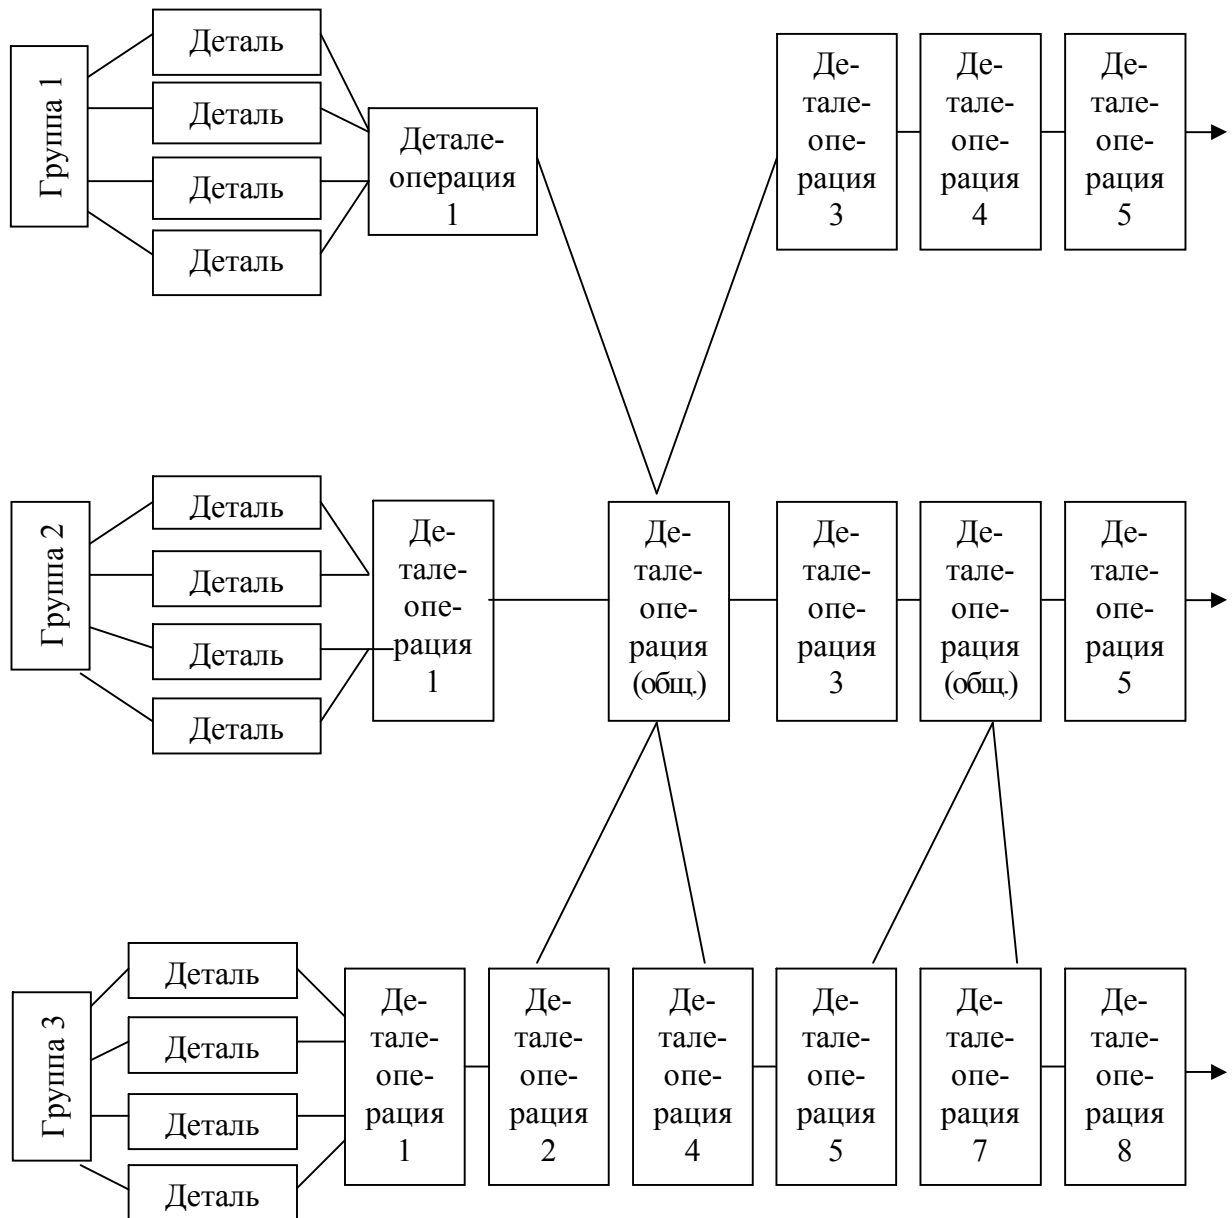 Группа 1
Деталь
Деталь
Деталь
Деталь
Детале-
операция
1
Де-
тале-
опе-
рация
3
Де-
тале-
опе-
рация
4
Де-
тале-
опе-
рация
5
Группа 2
Деталь
Деталь
Деталь
Деталь
Де-
тале-
опе-
рация
1
Де-
тале-
опе-
рация
(общ.)
Де-
тале-
опе-
рация
3
Де-
тале-
опе-
рация
(общ.)
Де-
тале-
опе-
рация
5
Группа 3
Деталь
Деталь
Деталь
Деталь
Де-
тале-
опе-
рация
1
Де-
тале-
опе-
рация
2
Де-
тале-
опе-
рация
4
Де-
тале-
опе-
рация
5
Де-
тале-
опе-
рация
7
Де-
тале-
опе-
рация
8